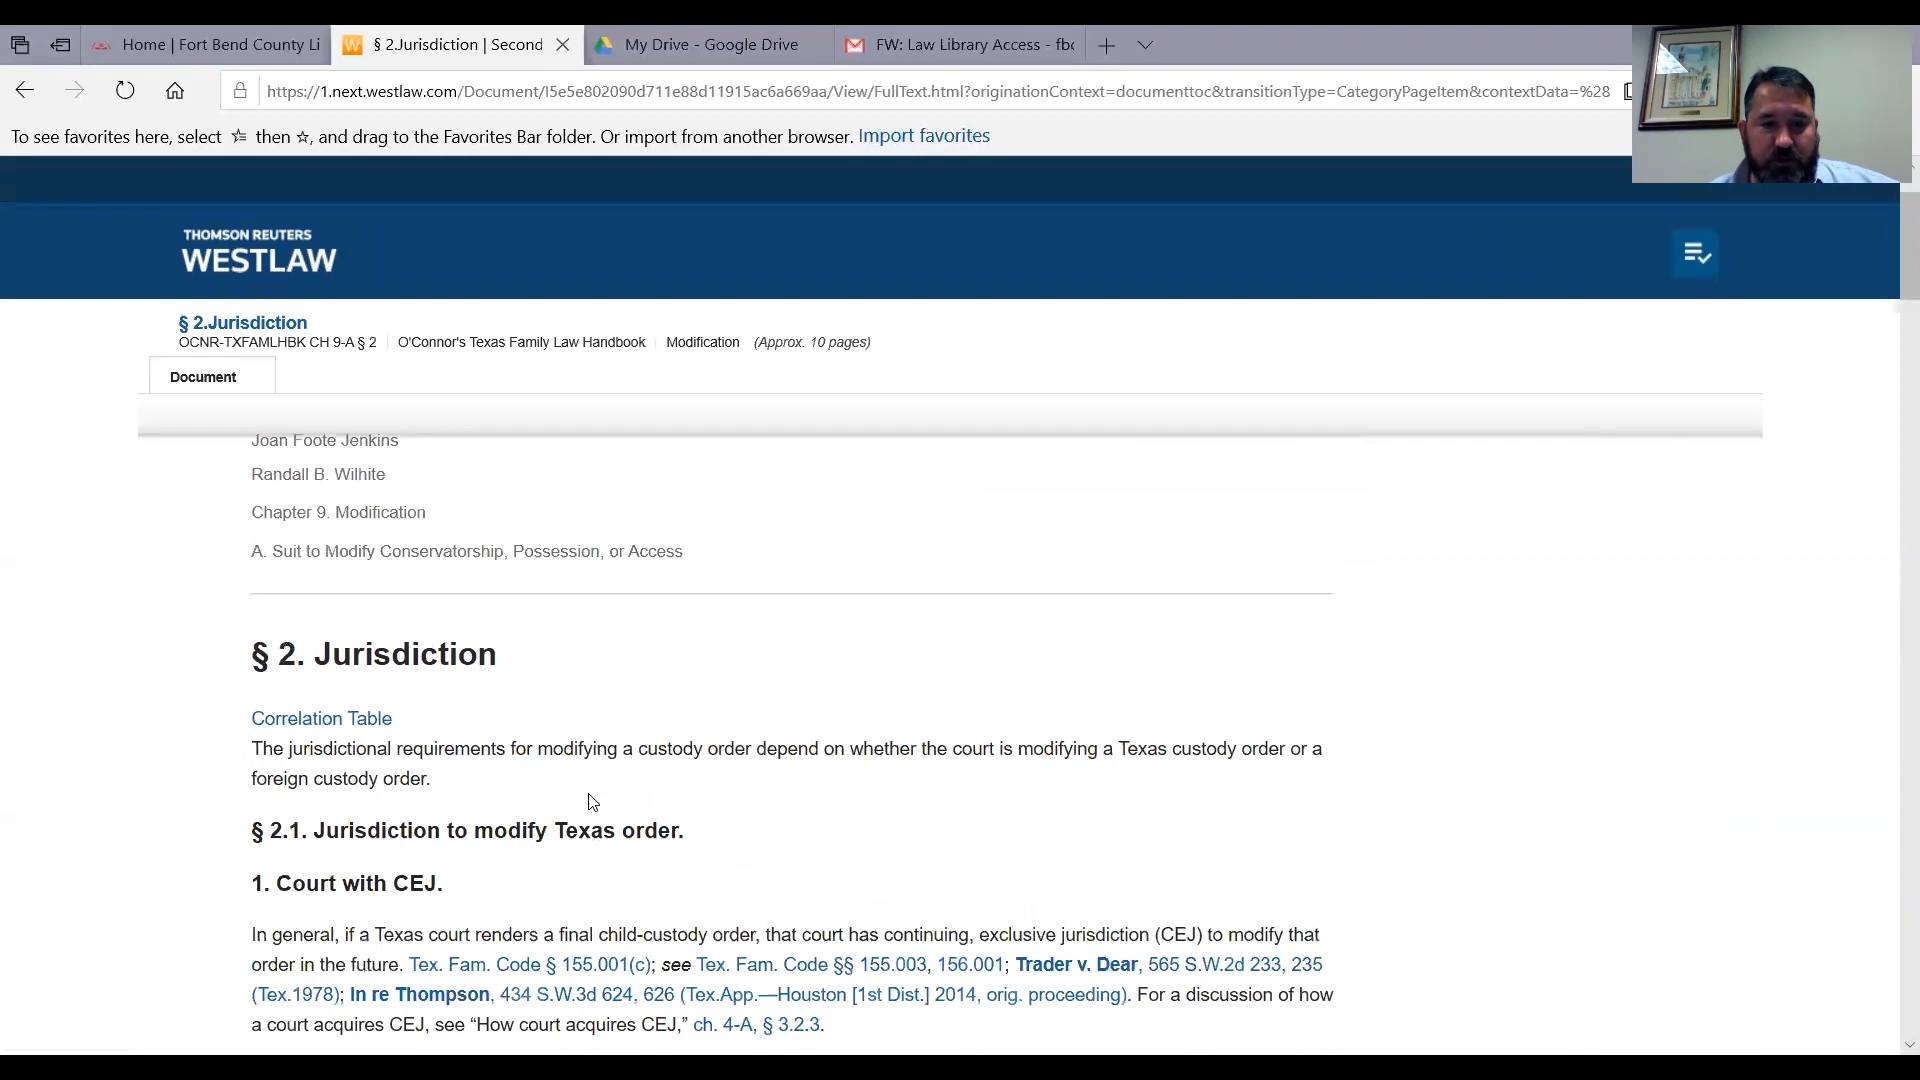 Home | Fort Bend County Li
§ 2.Jurisdiction | Second
My Drive - Google Drive
FW: Law Library Access - fbc
https://1.next.westlaw.com/Document/I5e5e802090d711e88d11915ac6a669aa/View/FullText.html?originationContext=documenttoc&transitionType=CategoryPageItem&contextData=%28
To see favorites here, select then ☆, and drag to the Favorites Bar folder. Or import from another browser. Import favorites
THOMSON REUTERS
WESTLAW
§ 2.Jurisdiction
OCNR-TXFAMLHBK CH 9-A § 2 O'Connor's Texas Family Law Handbook Modification (Approx. 10 pages)
Document
Joan Foote Jenkins
Randall B. Wilhite
Chapter 9. Modification
A. Suit to Modify Conservatorship, Possession, or Access
§ 2. Jurisdiction
Correlation Table
The jurisdictional requirements for modifying a custody order depend on whether the court is modifying a Texas custody order or a
foreign custody order.
§ 2.1. Jurisdiction to modify Texas order.
1. Court with CEJ.
In general, if a Texas court renders a final child-custody order, that court has continuing, exclusive jurisdiction (CEJ) to modify that
order in the future. Tex. Fam. Code § 155.001(c); see Tex. Fam. Code §§ 155.003, 156.001; Trader v. Dear, 565 S.W.2d 233, 235
(Tex.1978); In re Thompson, 434 S.W.3d 624, 626 (Tex.App.—Houston [1st Dist.] 2014, orig. proceeding). For a discussion of how
a court acquires CEJ, see “How court acquires CEJ,” ch. 4-A, § 3.2.3.